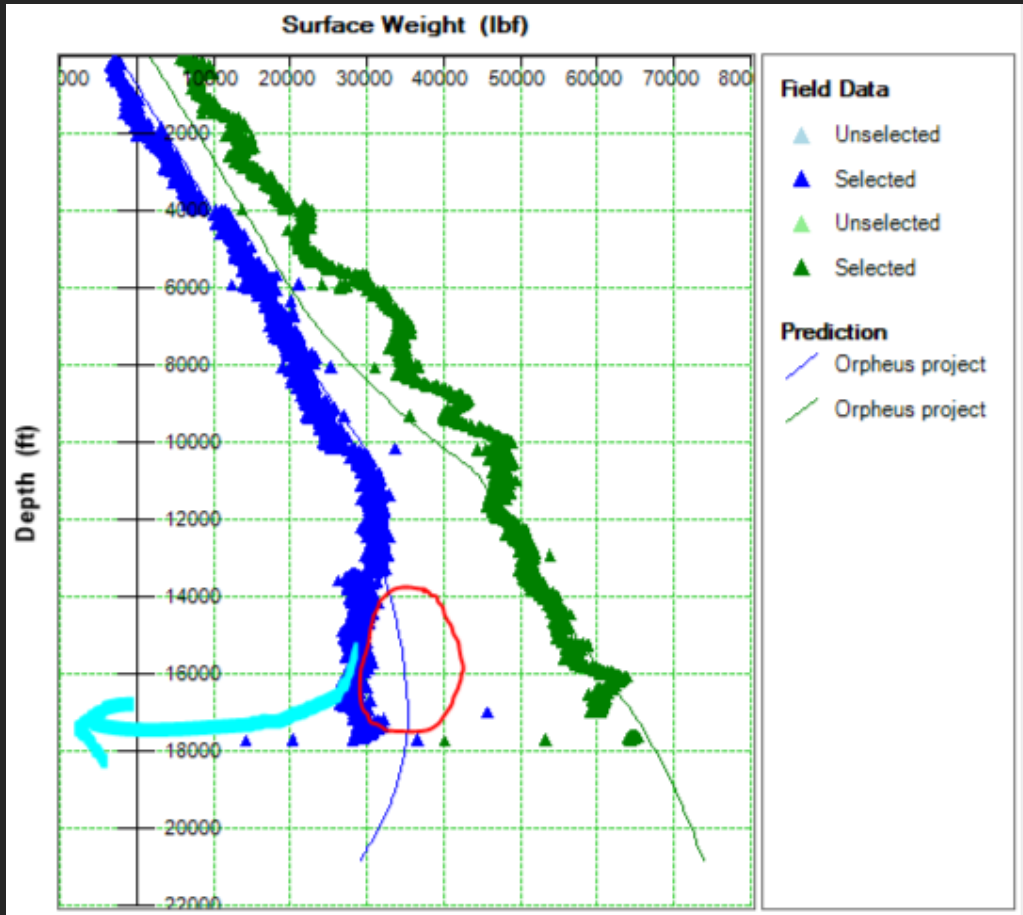 Surface Weight (lbf)
000 10000 20000 30000 40000 50000 60000 70000 800
2000
4000
6000
8000
10000
12000
14000
16000
18000
20000
22000
Depth (ft)
Field Data
Unselected
Selected
Unselected
Selected
Prediction
Orpheus project
Orpheus project